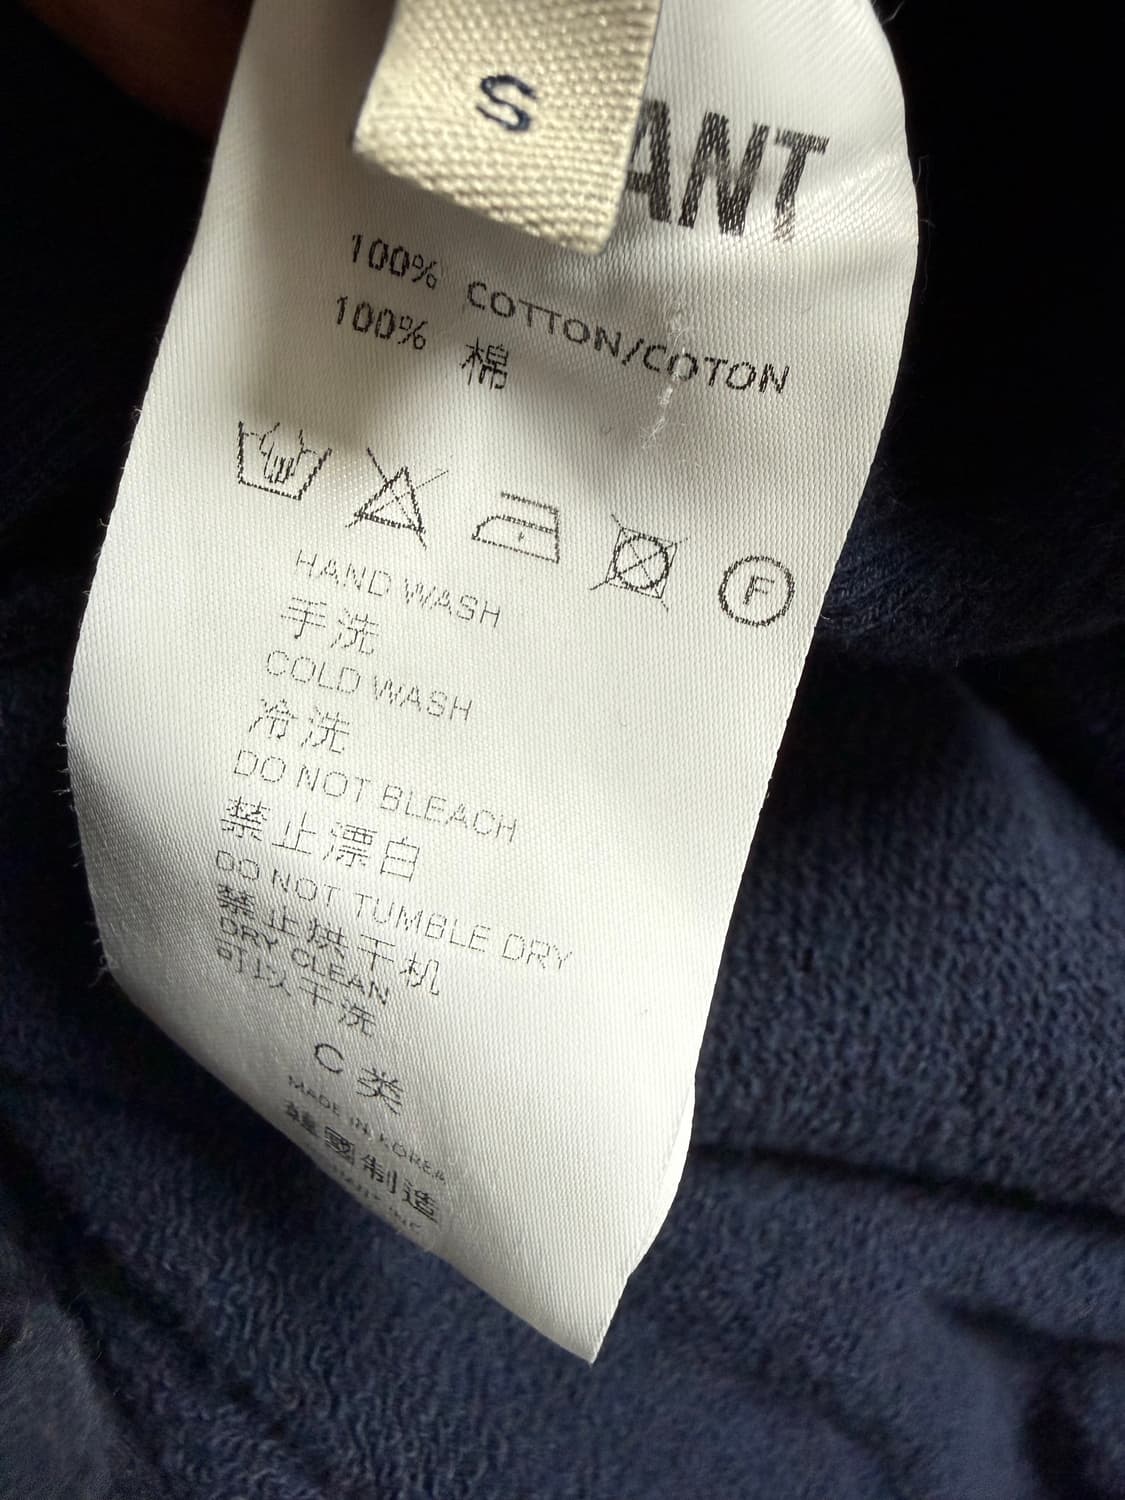 S
ANT
100% COTTON/COTON
100% 棉
F
HAND WASH
手洗
COLD WASH
冷洗
DO NOT BLEACH
禁止漂白
DO NOT TUMBLE DRY
禁止烘干机
DRY CLEAN
可以干洗
C 类
MADE IN KOREA
韓國制造